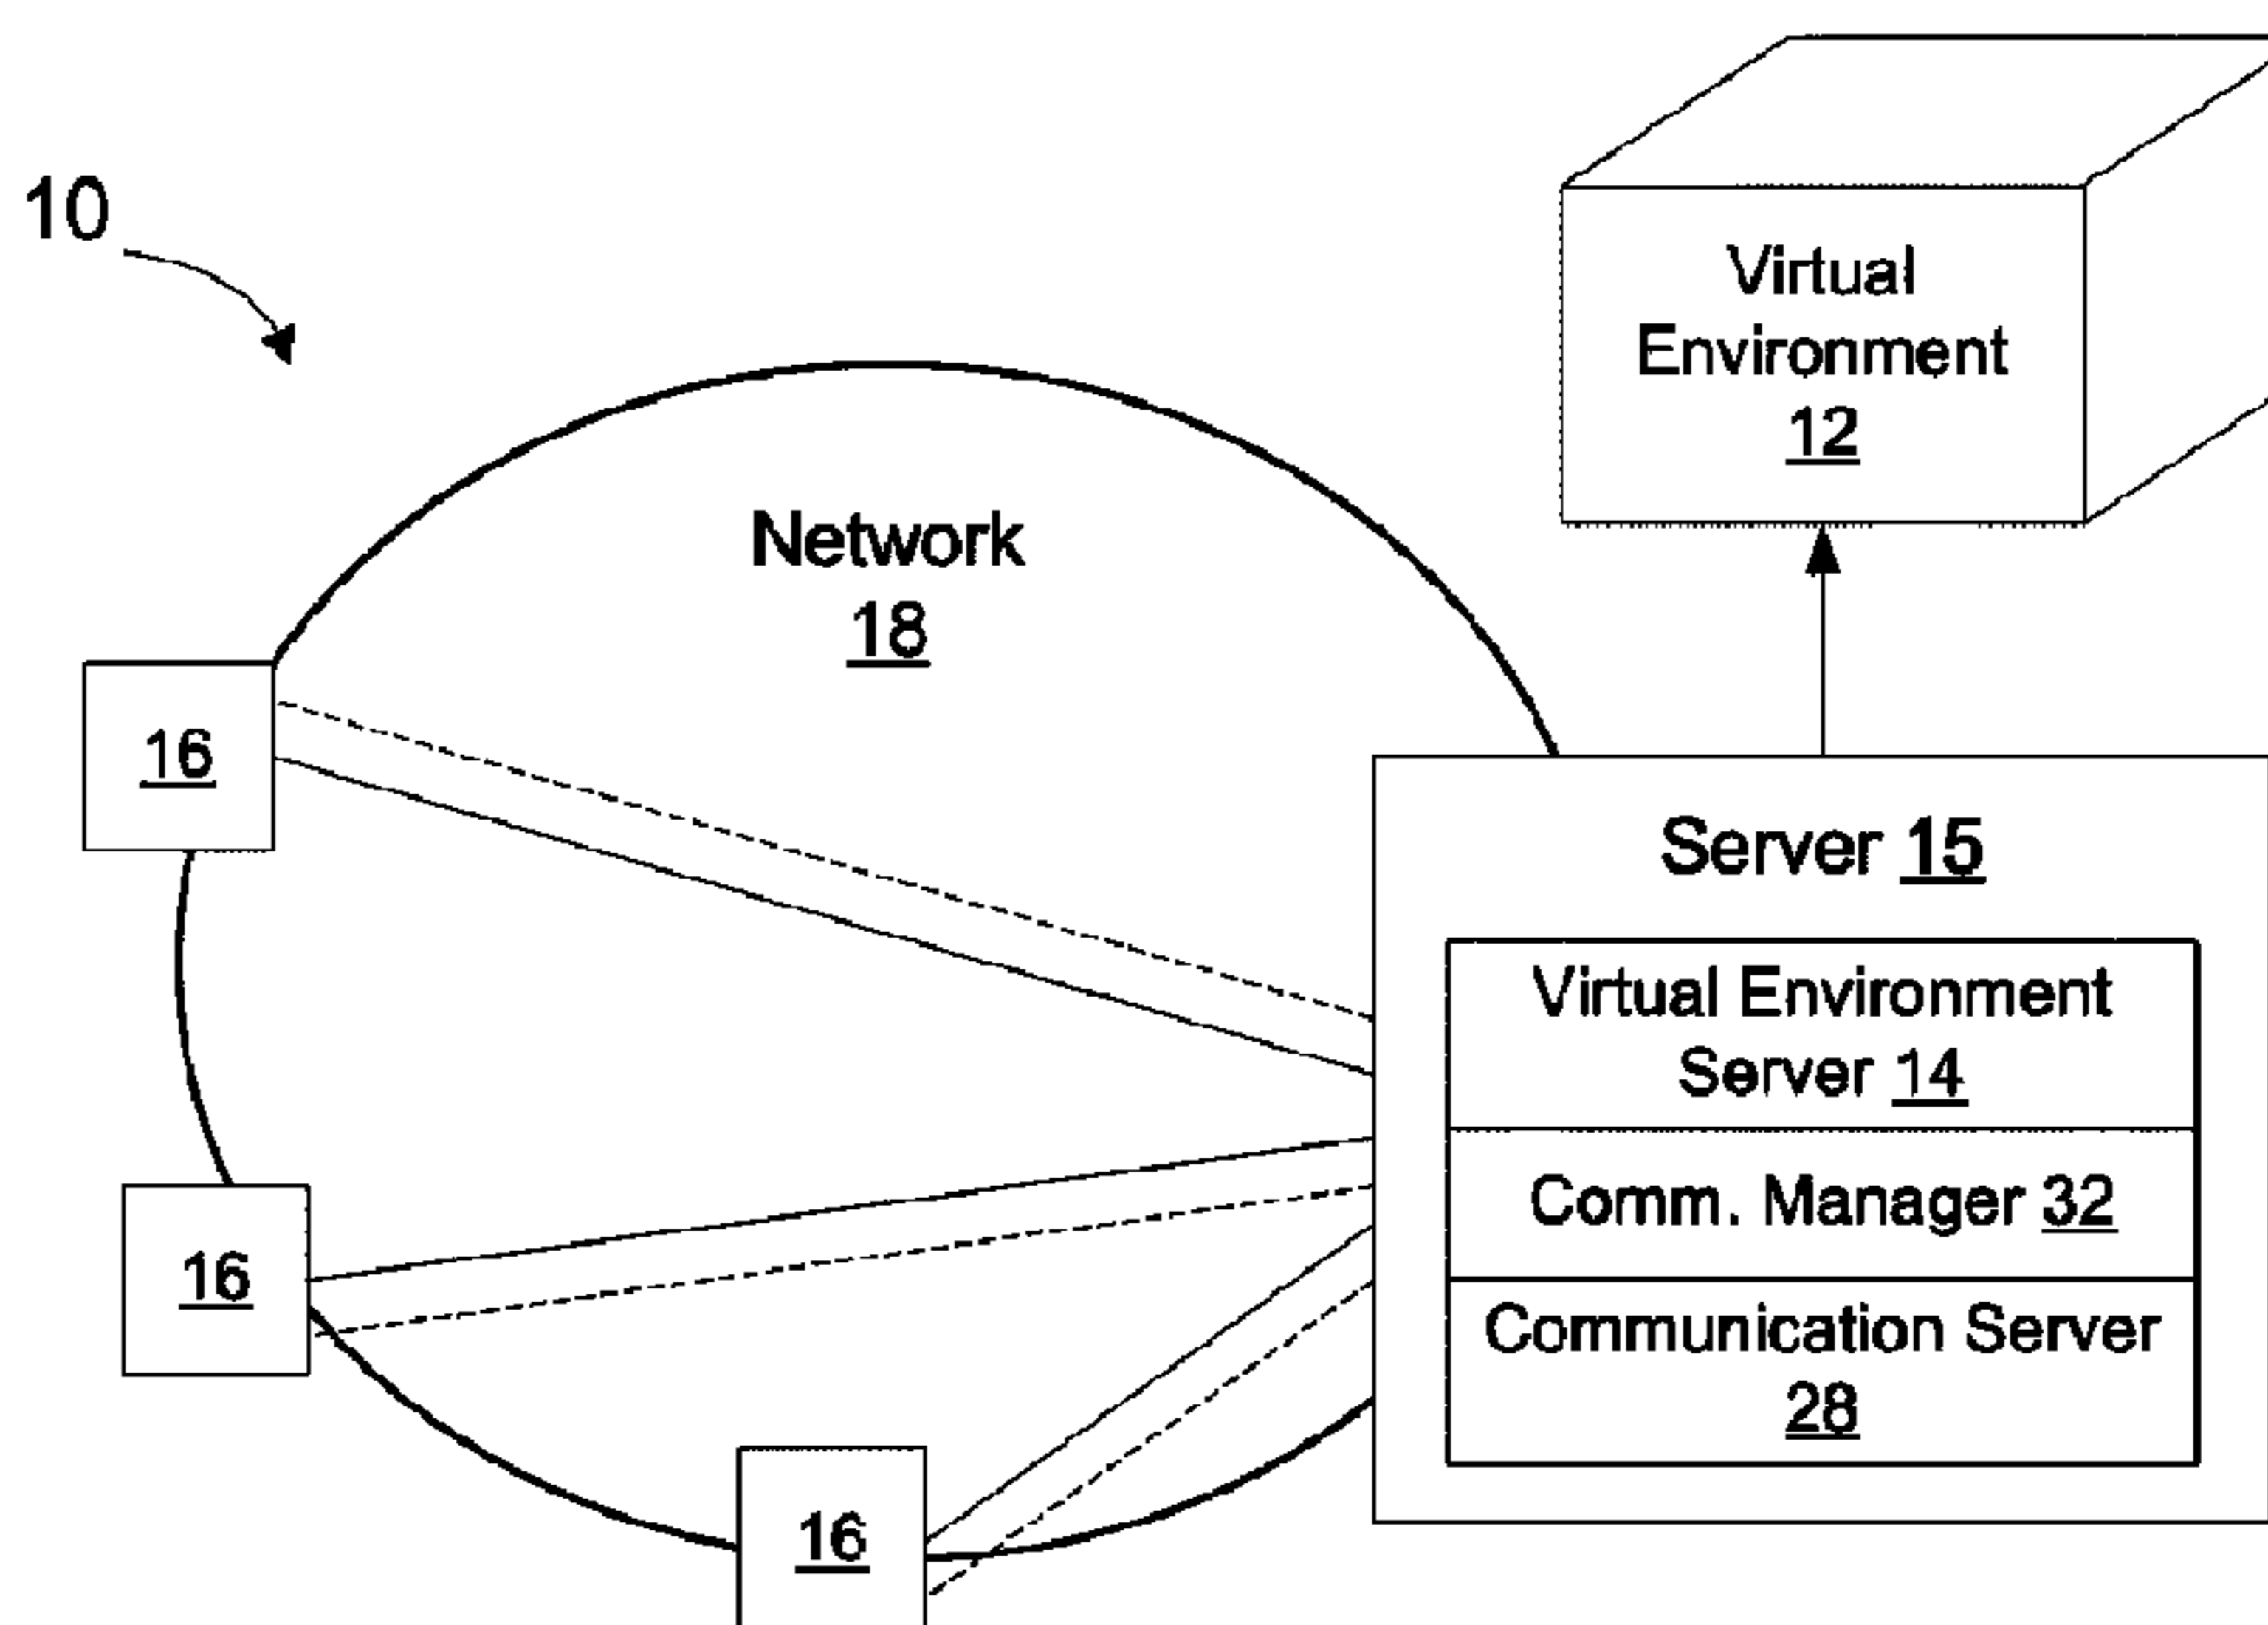 10
Virtual
Environment
12
Network
18
16
Server 15
Virtual Environment
Server 14
Comm. Manager 32
16
Communication Server
28
16